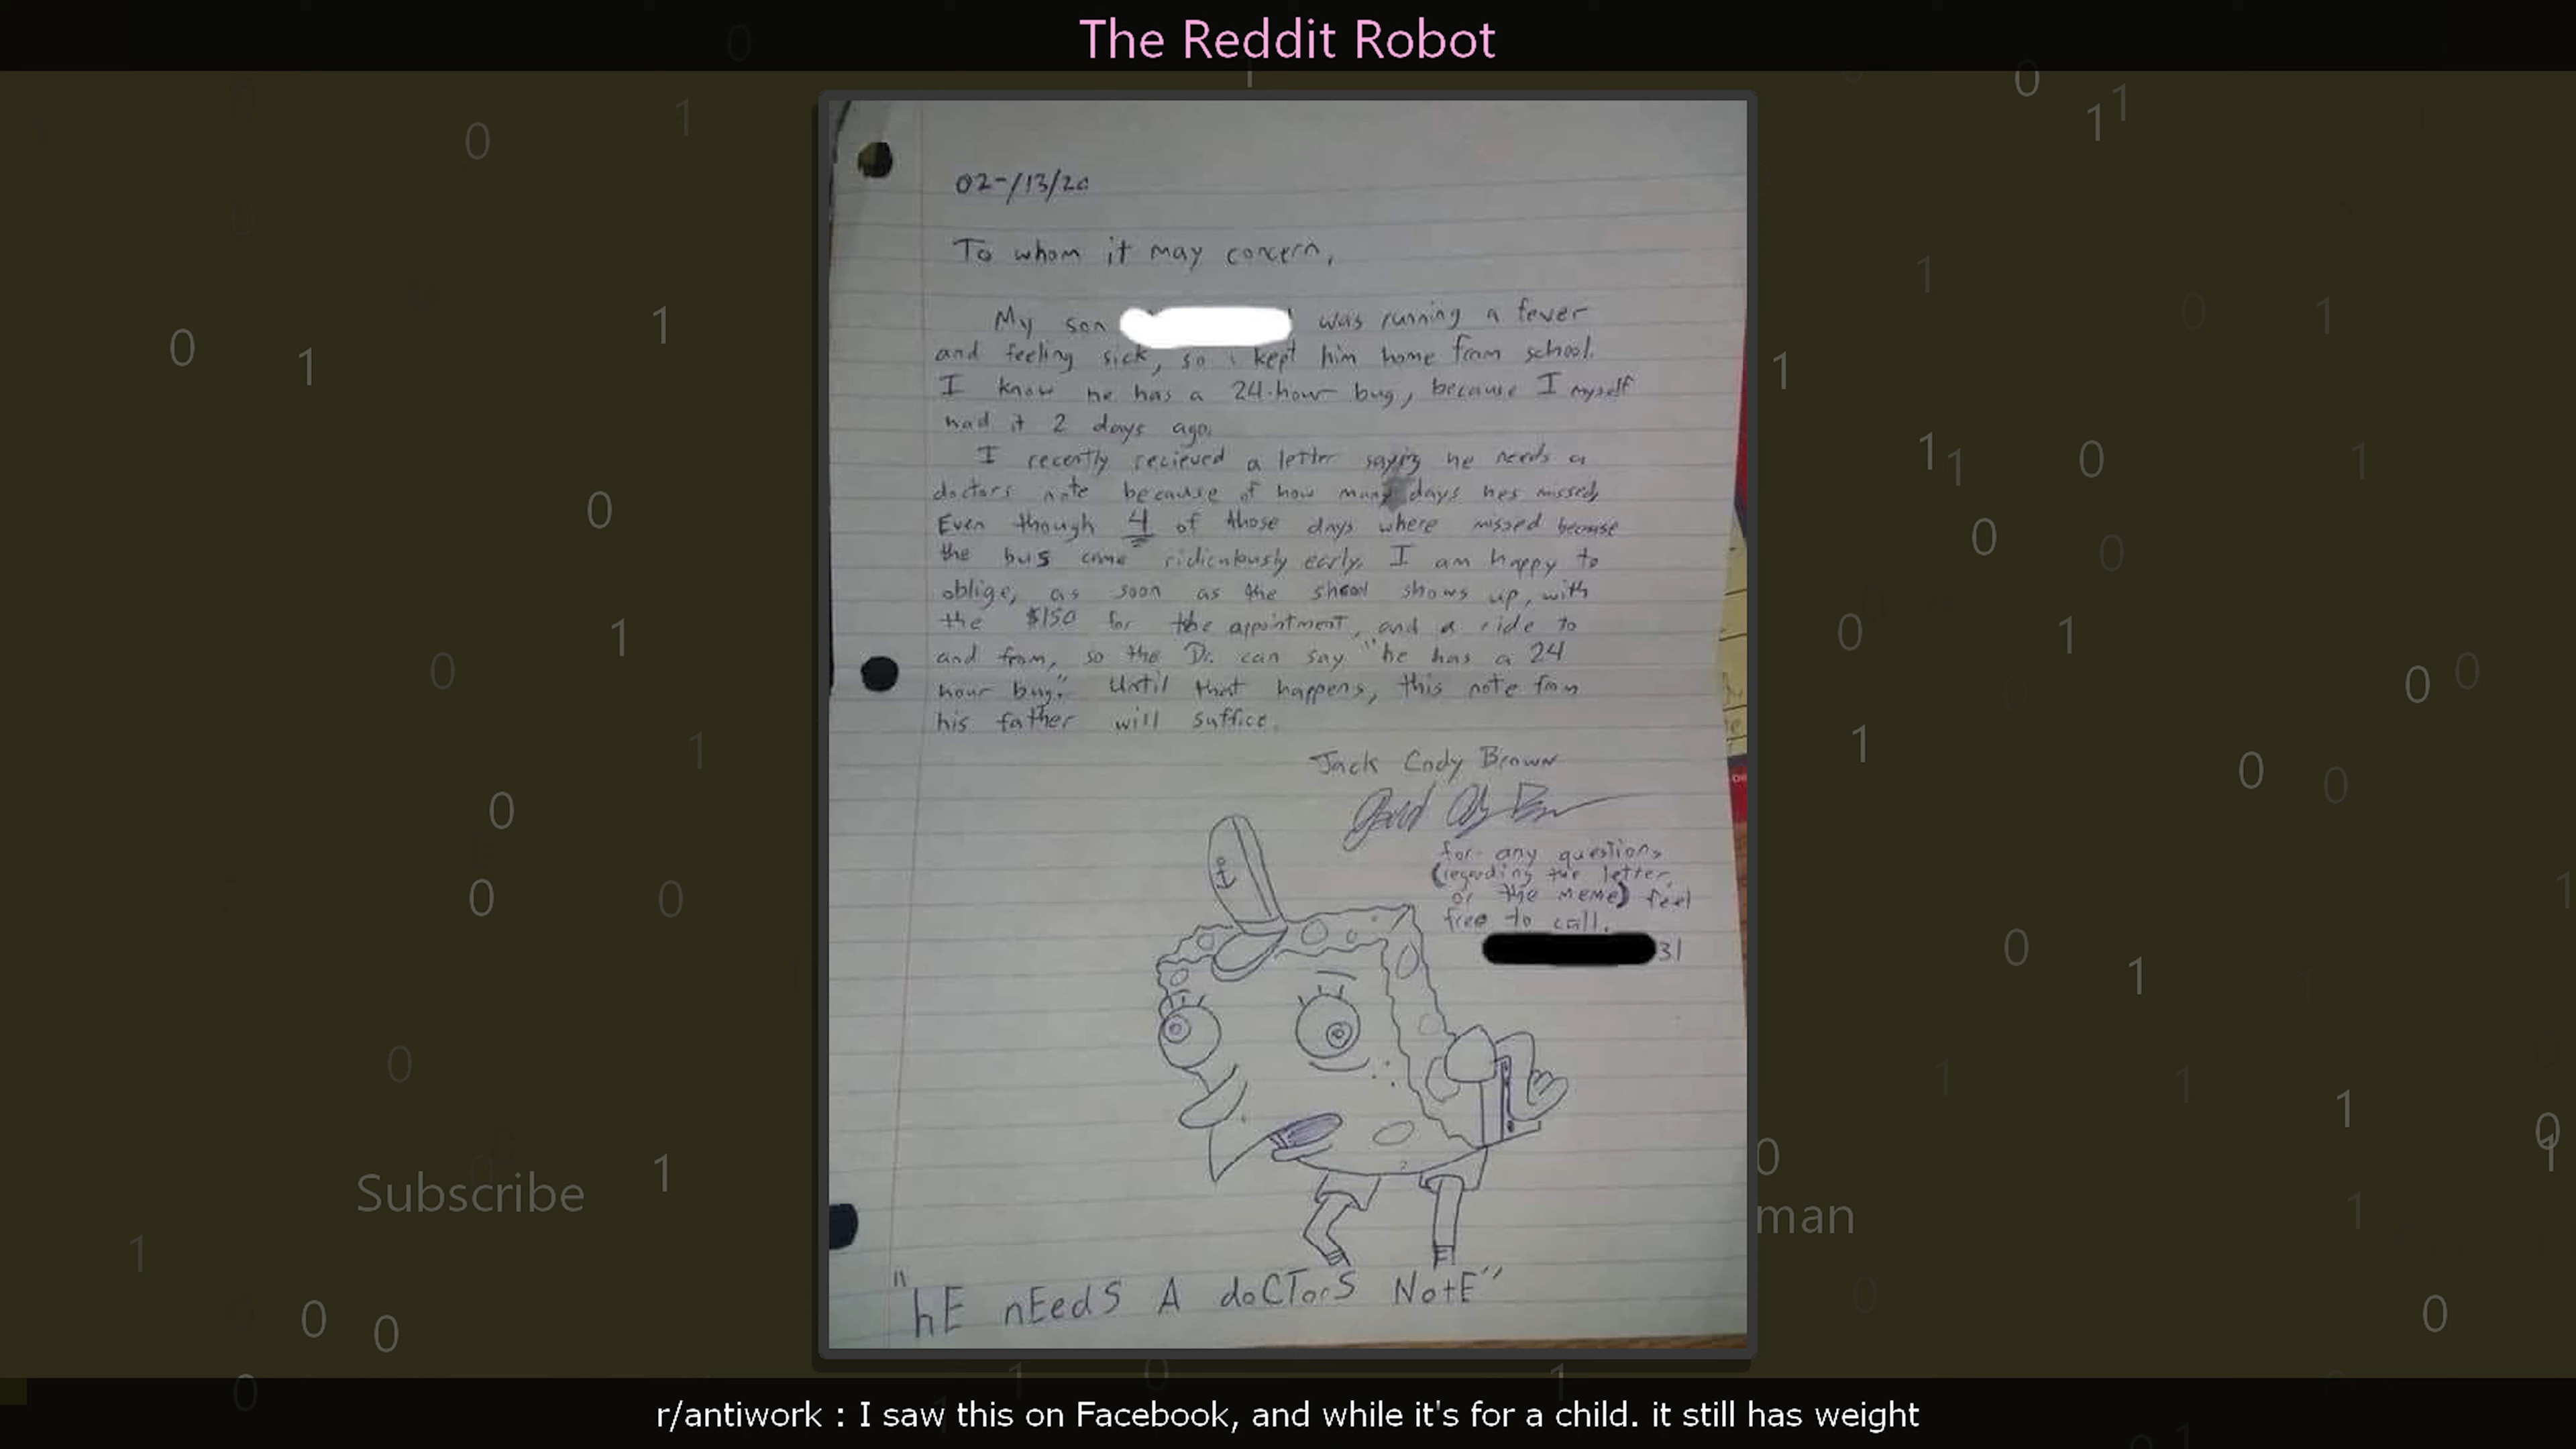 The Reddit Robot
02-/13/20
To whom it may concern,
My son was running a fever
and feeling sick, so i kept him home from school.
I know he has a 24-hour bug, because I myself
had it 2 days ago.
I recently recieved a letter saying he needs a
doctors note because of how many days hes missed,
Even though 4 of those days where missed because
the bus came ridiculously early. I am happy to
oblige, as soon as the shcool shows up, with
the $150 for the appointment, and a ride to
and from, so the Dr. can say "he has a 24
hour bug." Until that happens, this note from
his father will suffice.
Jack Cody Brown
for any questions
(regarding the letter,
or the meme) feel
free to call.
31
"hE nEEdS A doCTorS NotE"
Subscribe
man
r/antiwork : I saw this on Facebook, and while it's for a child. it still has weight